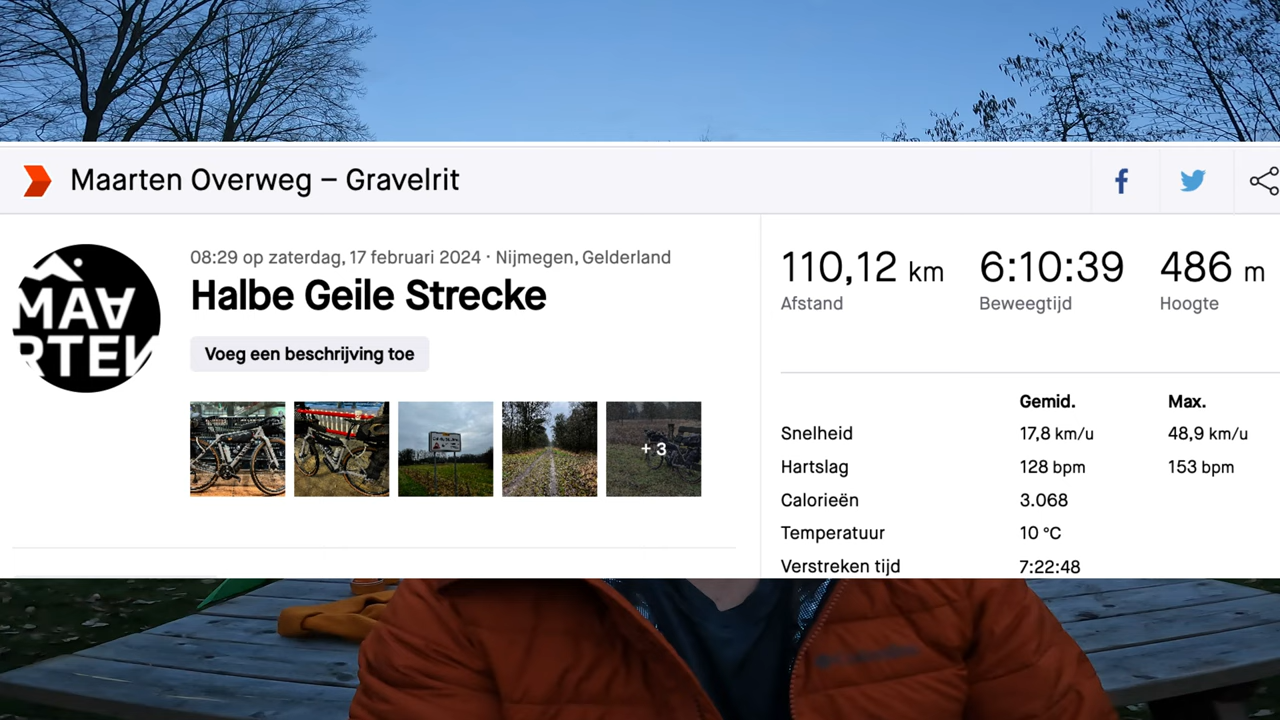 Maarten Overweg – Gravelrit
MAA
RTEN
08:29 op zaterdag, 17 februari 2024 · Nijmegen, Gelderland
Halbe Geile Strecke
Voeg een beschrijving toe
+ 3
110,12 km
Afstand
6:10:39
Beweegtijd
486 m
Hoogte
Gemid. Max.
Snelheid 17,8 km/u 48,9 km/u
Hartslag 128 bpm 153 bpm
Calorieën 3.068
Temperatuur 10 °C
Verstreken tijd 7:22:48